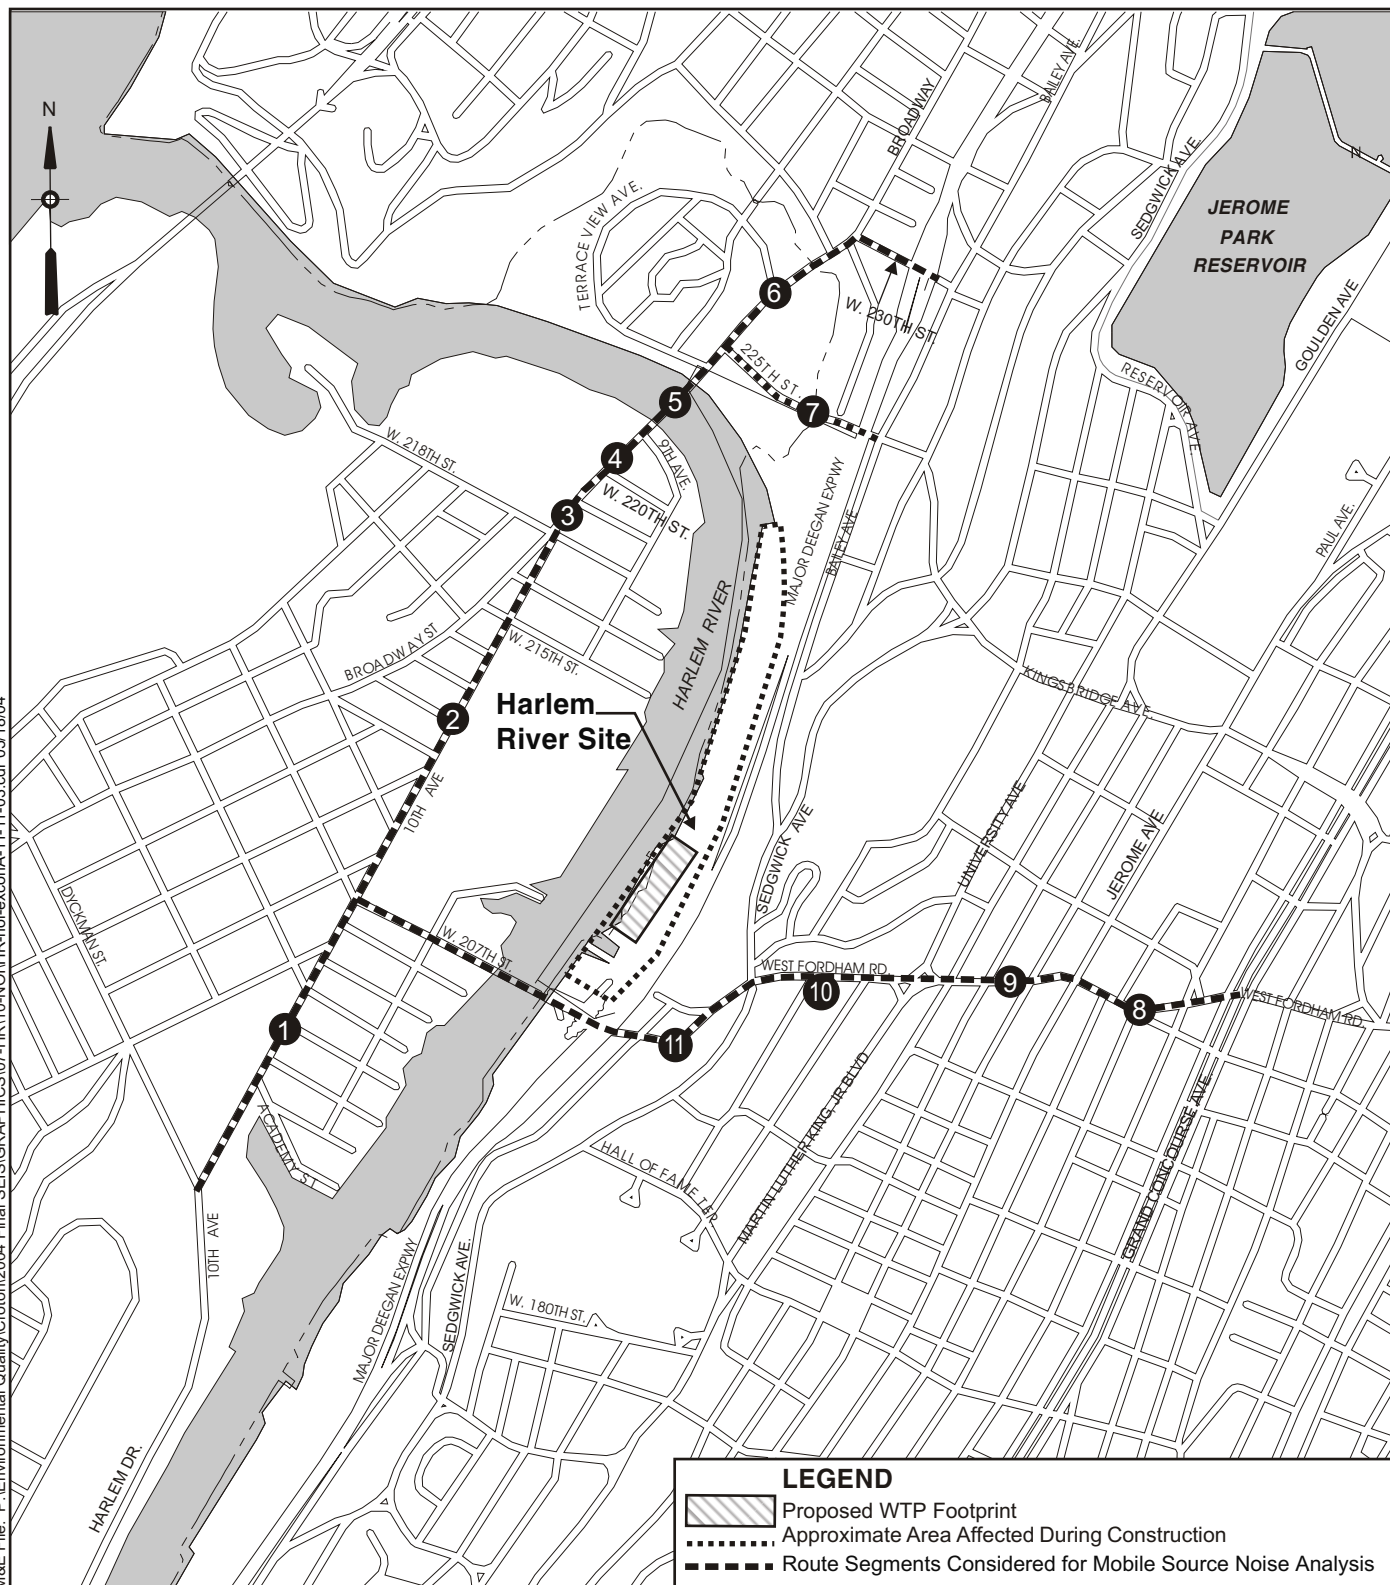 N
BROADWAY
BAILEY AVE.
SEDGWICK AVE.
N
JEROME
PARK
RESERVOIR
TERRACE VIEW AVE.
6
W. 230TH ST.
GOULDEN AVE
225TH ST.
RESERVOIR AVE.
5
7
W. 218TH ST.
4
9TH AVE.
W. 220TH ST.
3
MAJOR DEEGAN EXPWY
BAILEY AVE
PAUL AVE.
HARLEM RIVER
BROADWAY ST
W. 215TH ST.
KINGSBRIDGE AVE.
Harlem
River Site
2
10TH AVE
SEDGWICK AVE
UNIVERSITY AVE
JEROME AVE
DYCKMAN ST.
W. 207TH ST.
WEST FORDHAM RD.
10
9
8
WEST FORDHAM RD.
1
11
ACADEMY ST
HALL OF FAME TER
MARTIN LUTHER KING, JR BLVD
GRAND CONCOURSE AVE.
10TH AVE
MAJOR DEEGAN EXPWY
SEDGWICK AVE.
W. 180TH ST.
HARLEM DR.
LEGEND
Proposed WTP Footprint
Approximate Area Affected During Construction
Route Segments Considered for Mobile Source Noise Analysis